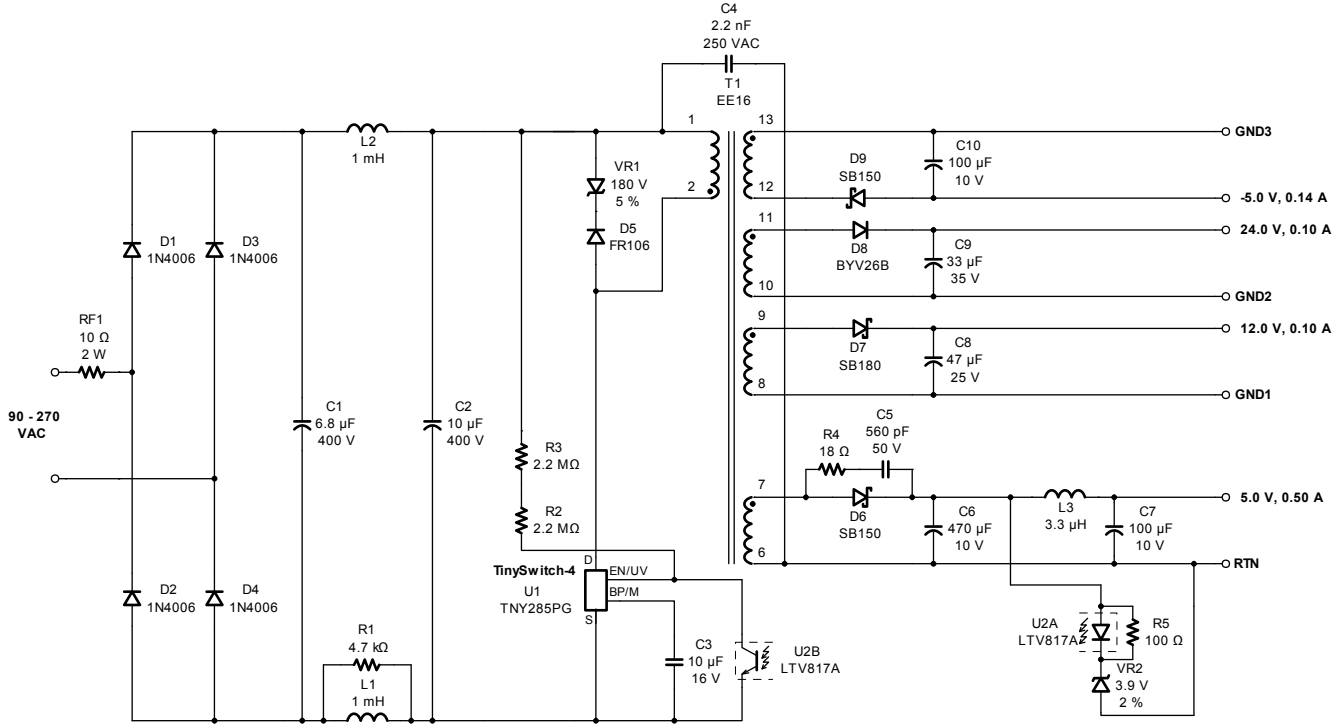 C4
2.2 nF
250 VAC
T1
EE16
1
2
13
12
11
10
9
8
7
6
L2
1 mH
VR1
180 V
5 %
D5
FR106
D9
SB150
C10
100 µF
10 V
GND3
-5.0 V, 0.14 A
D8
BYV26B
C9
33 µF
35 V
24.0 V, 0.10 A
GND2
D7
SB180
C8
47 µF
25 V
12.0 V, 0.10 A
GND1
D1
1N4006
D3
1N4006
RF1
10 Ω
2 W
90 - 270
VAC
C1
6.8 µF
400 V
C2
10 µF
400 V
R3
2.2 MΩ
R2
2.2 MΩ
R4
18 Ω
C5
560 pF
50 V
D6
SB150
C6
470 µF
10 V
L3
3.3 µH
C7
100 µF
10 V
5.0 V, 0.50 A
RTN
D2
1N4006
D4
1N4006
TinySwitch-4
U1
TNY285PG
D
S
EN/UV
BP/M
R1
4.7 kΩ
L1
1 mH
C3
10 µF
16 V
U2B
LTV817A
U2A
LTV817A
R5
100 Ω
VR2
3.9 V
2 %